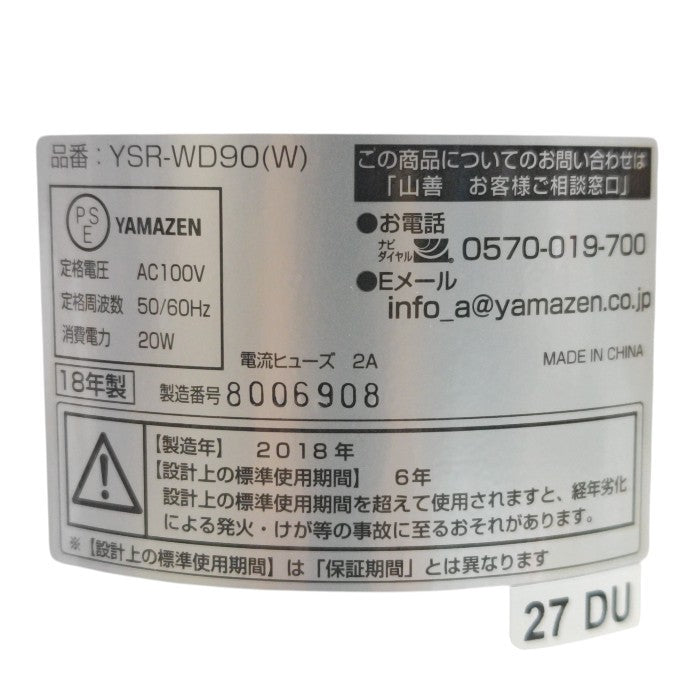 品番：YSR-WD90(W)
この商品についてのお問い合わせは
「山善 お客様ご相談窓口」
PS
E
YAMAZEN
定格電圧 AC100V
定格周波数 50/60Hz
消費電力 20W
●お電話
ナビ
ダイヤル 0570-019-700
●Eメール
info_a@yamazen.co.jp
電流ヒューズ 2A
MADE IN CHINA
18年製 製造番号 8006908
【製造年】 2018年
【設計上の標準使用期間】 6年
設計上の標準使用期間を超えて使用されますと、経年劣化
による発火・けが等の事故に至るおそれがあります。
※【設計上の標準使用期間】は「保証期間」とは異なります
27 DU